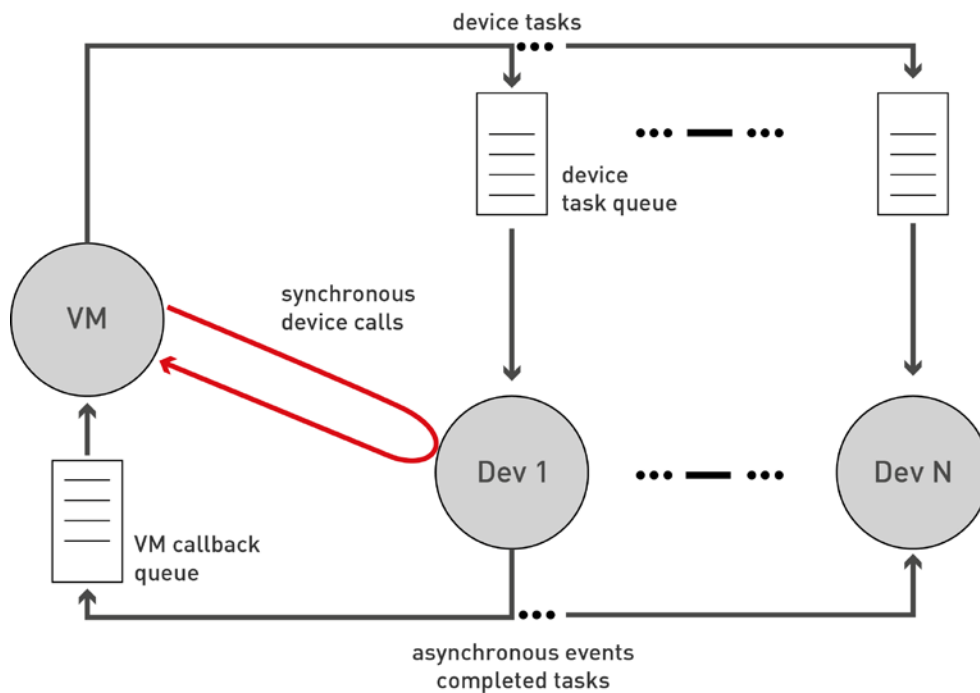 device tasks
device
task queue
VM
synchronous
device calls
Dev 1
Dev N
VM callback
queue
asynchronous events
completed tasks